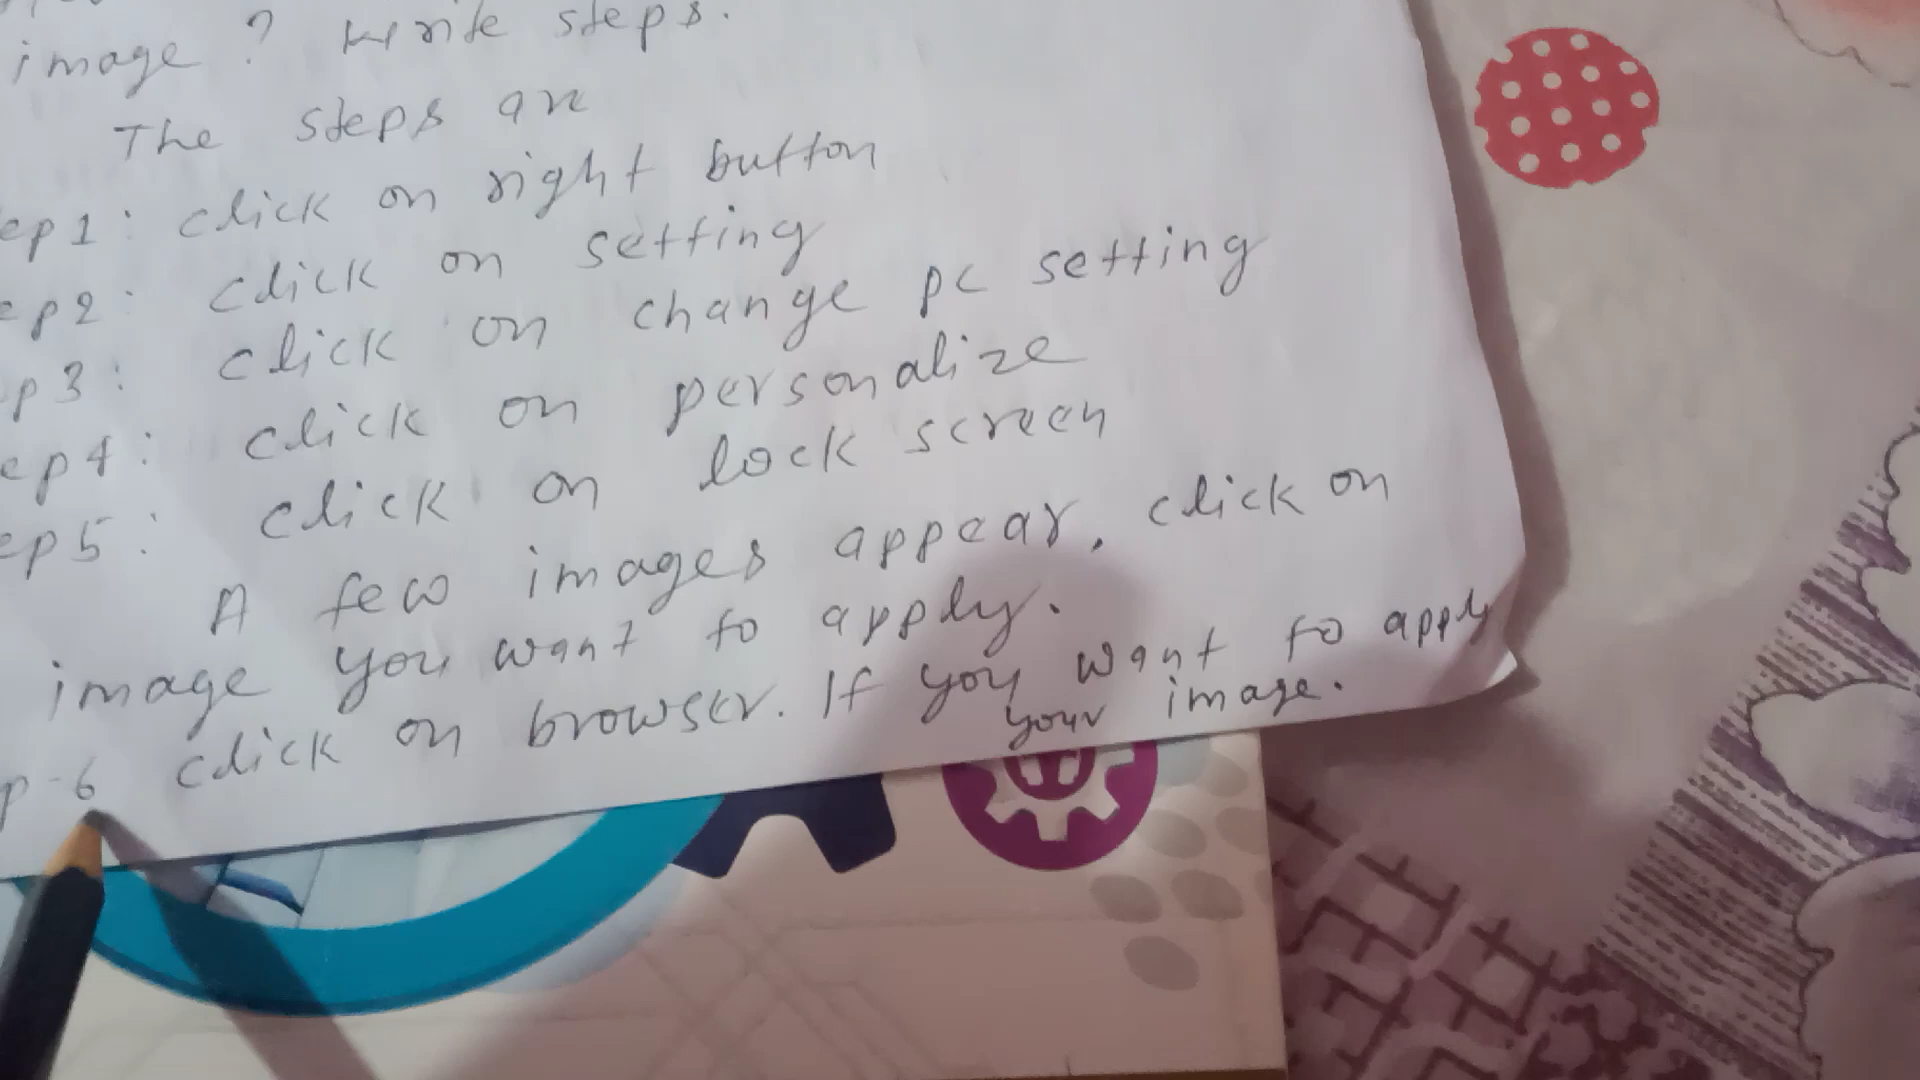 image? Write steps.
The steps are
ep1: click on right button
ep2: click on setting
p3: click on change pc setting
ep4: click on personalize
ep5: click on lock screen
A few images appear. click on
image you want to apply.
p-6 click on browser. If you want to apply
your image.